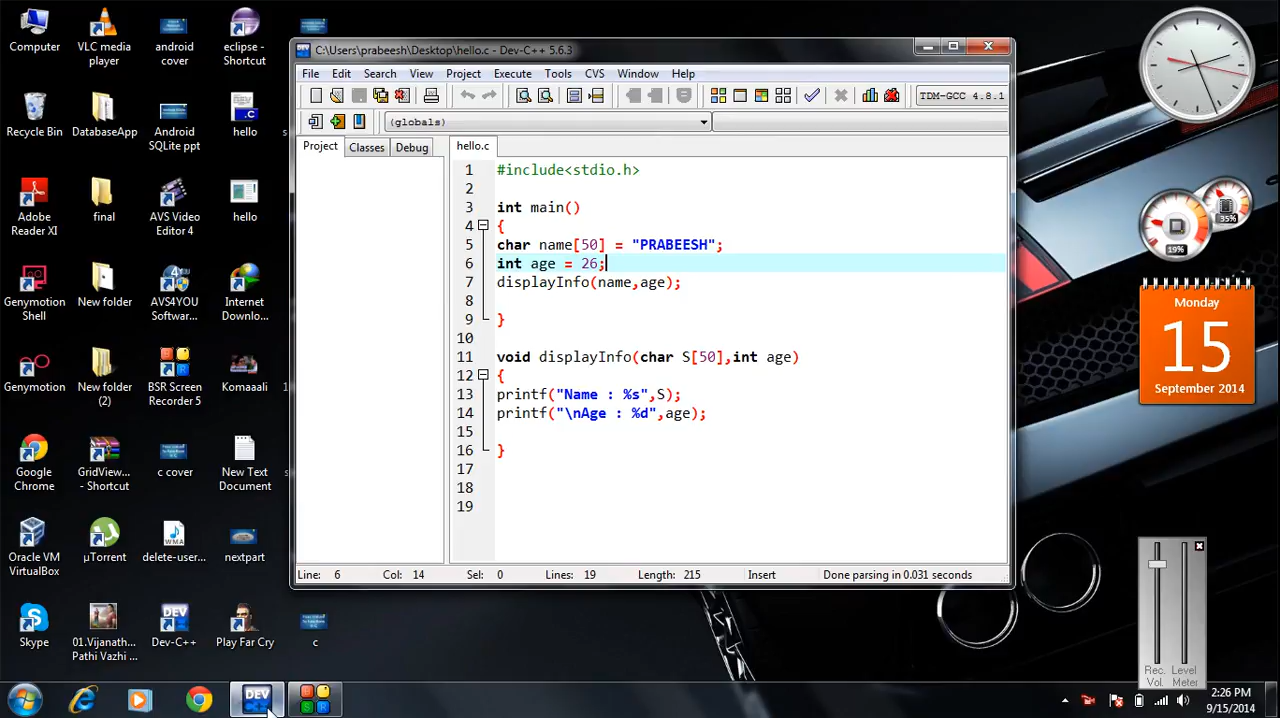 Computer
VLC media
player
android
cover
eclipse -
Shortcut
Recycle Bin
DatabaseApp
Android
SQLite ppt
hello
s
Adobe
Reader XI
final
AVS Video
Editor 4
hello
Genymotion
Shell
New folder
AVS4YOU
Softwar...
Internet
Downlo...
Genymotion
New folder
(2)
BSR Screen
Recorder 5
Komaaali
1
Google
Chrome
GridView...
- Shortcut
c cover
New Text
Document
s
Oracle VM
VirtualBox
µTorrent
delete-user...
nextpart
Skype
01.Vijanath...
Pathi Vazhi ...
Dev-C++
Play Far Cry
c
C:\Users\prabeesh\Desktop\hello.c - Dev-C++ 5.6.3
File Edit Search View Project Execute Tools CVS Window Help
TDM-GCC 4.8.1
(globals)
Project Classes Debug
hello.c
1 #include<stdio.h>
2
3 int main()
4 {
5 char name[50] = "PRABEESH";
6 int age = 26;
7 displayInfo(name,age);
8
9 }
10
11 void displayInfo(char S[50],int age)
12 {
13 printf("Name : %s",S);
14 printf("\nAge : %d",age);
15
16 }
17
18
19
Line: 6 Col: 14 Sel: 0 Lines: 19 Length: 215 Insert Done parsing in 0.031 seconds
35%
19%
Monday
15
September 2014
Rec. Level
Vol. Meter
DEV
B S
R
2:26 PM
9/15/2014